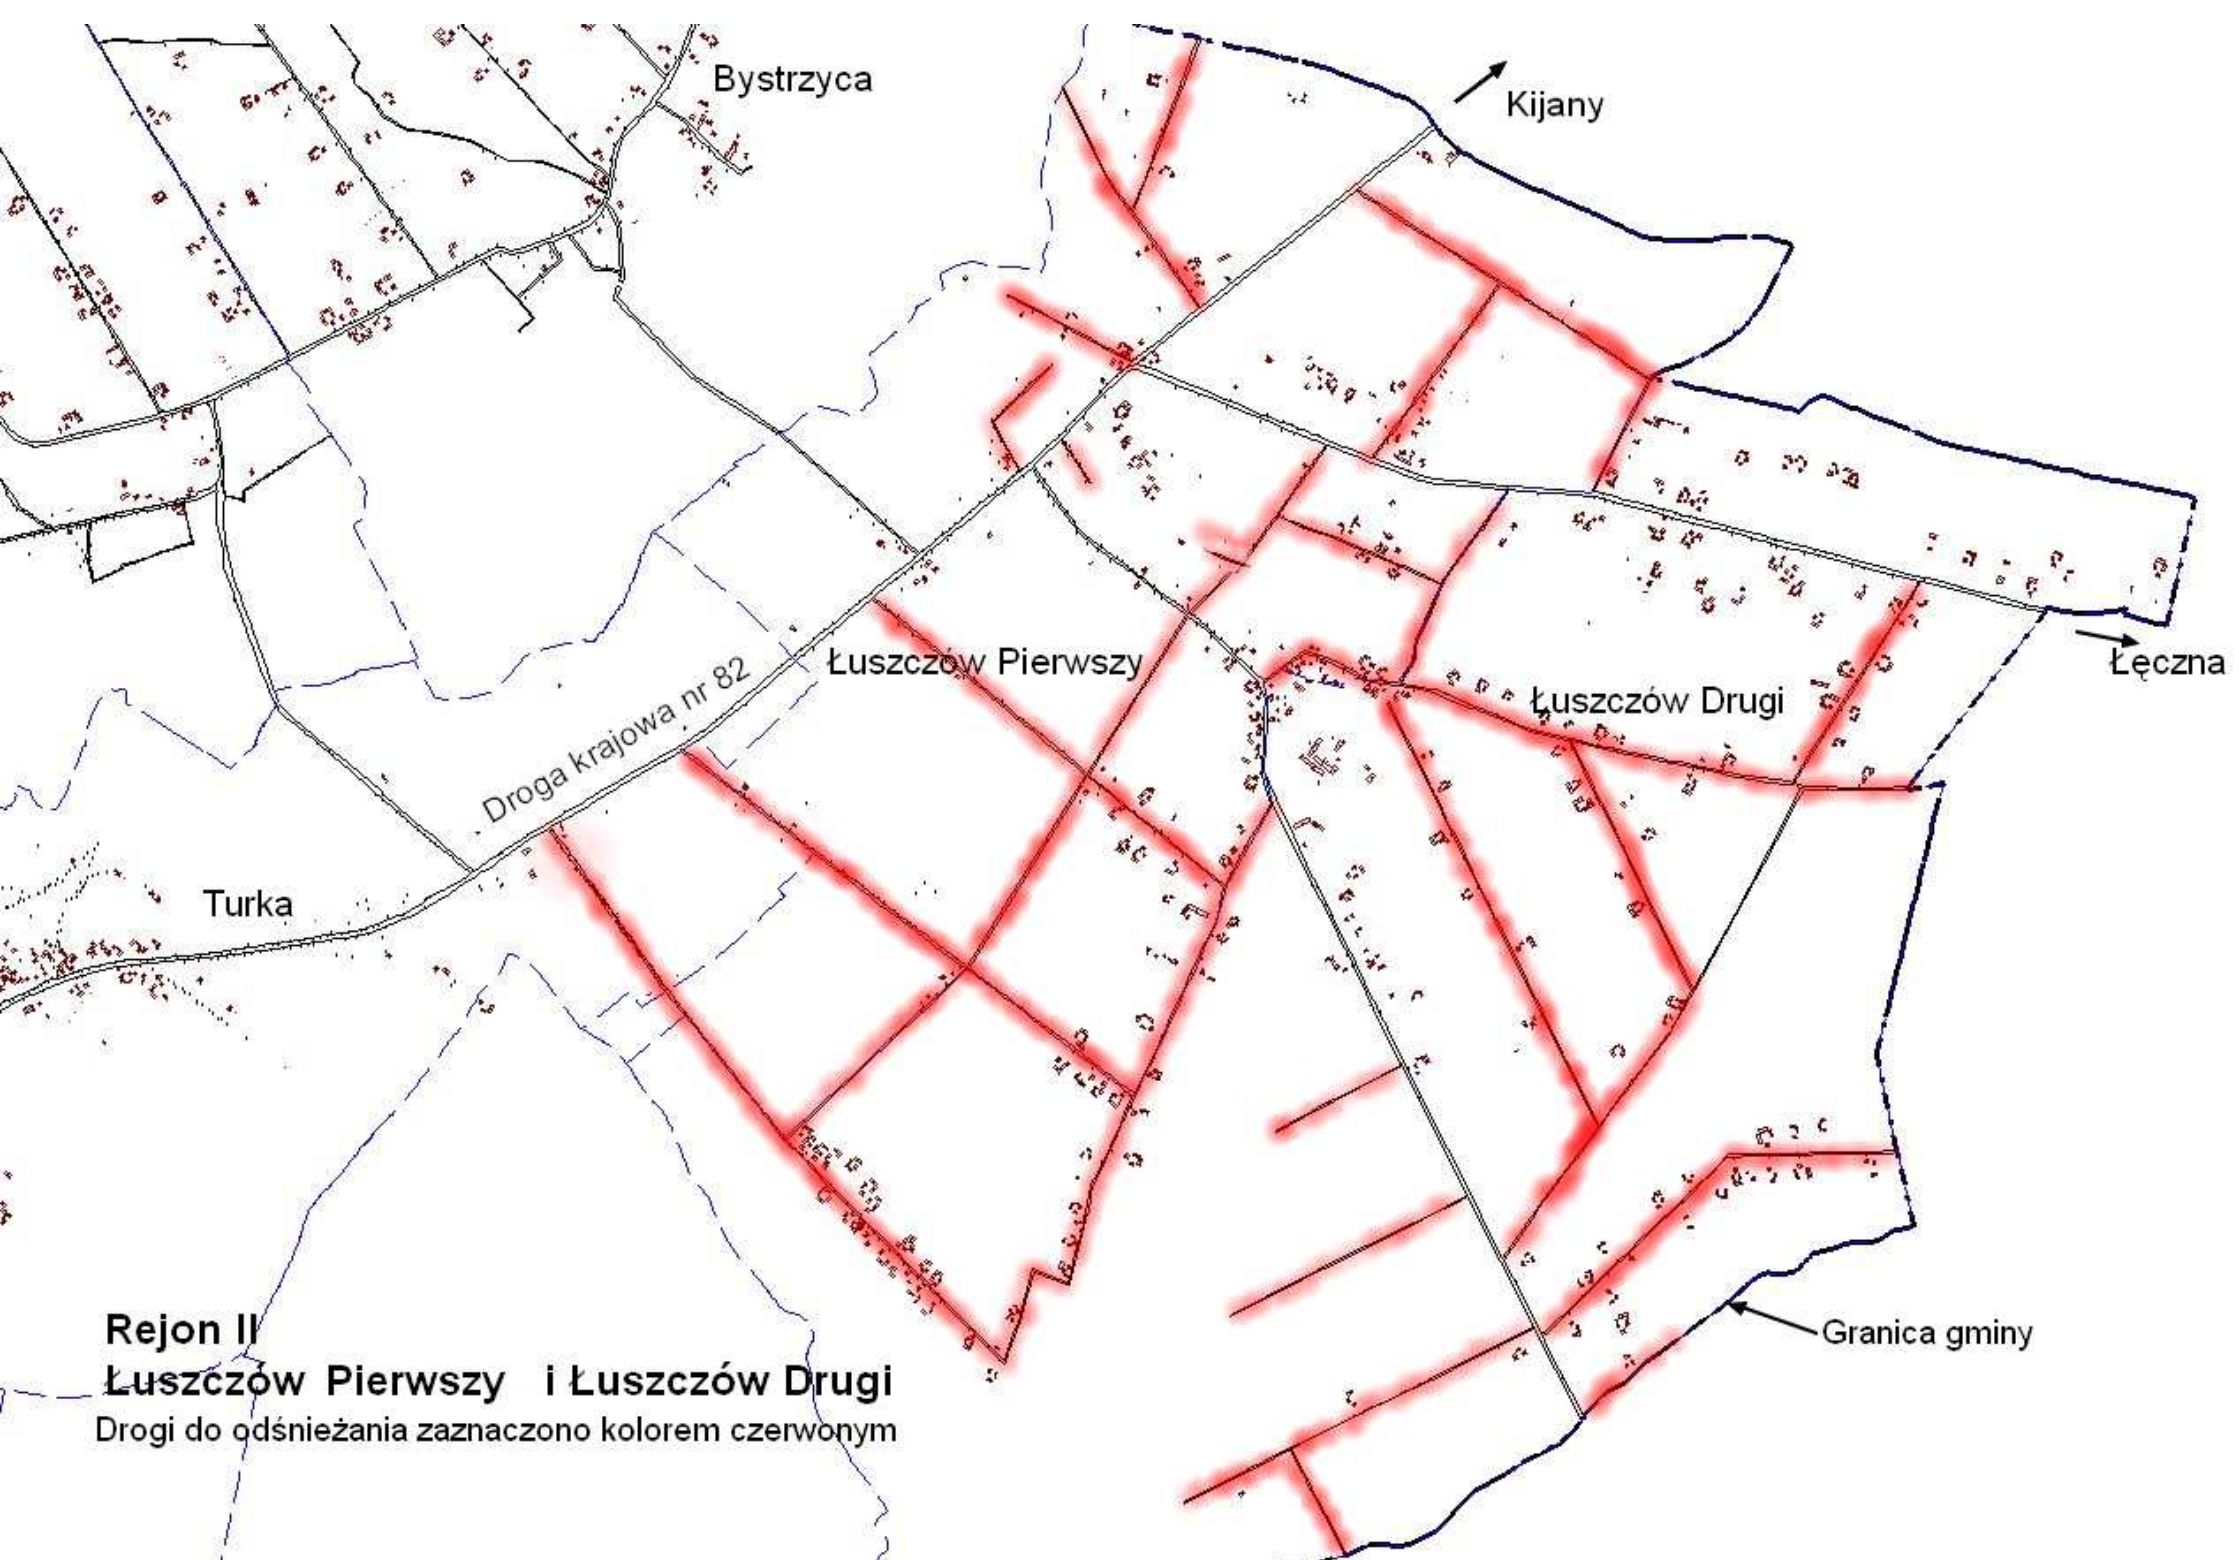 Bystrzyca
Kijany
Łuszczów Pierwszy
Łęczna
Łuszczów Drugi
Droga krajowa nr 82
Turka
Granica gminy
Rejon II
Łuszczów Pierwszy i Łuszczów Drugi
Drogi do odśnieżania zaznaczono kolorem czerwonym